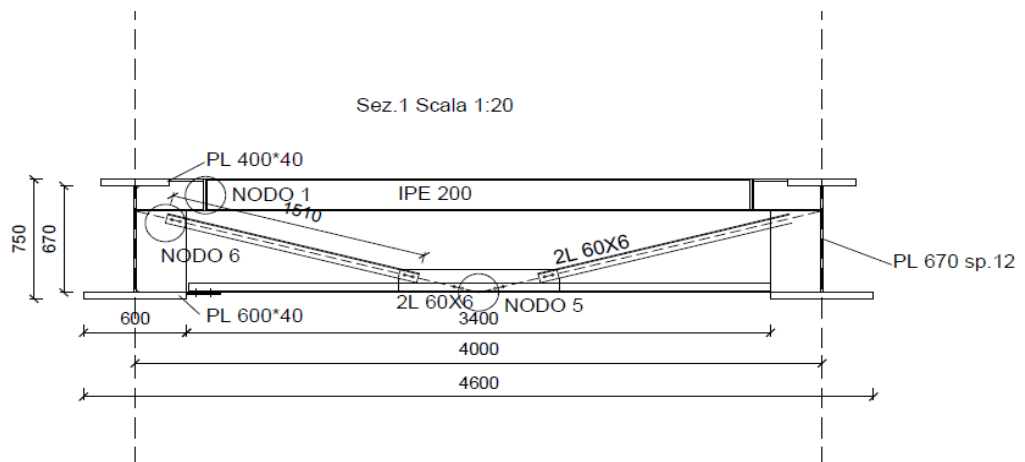 Sez.1 Scala 1:20
PL 400*40
NODO 1
IPE 200
1510
NODO 6
2L 60X6
750
670
PL 670 sp.12
2L 60X6
NODO 5
PL 600*40
600
3400
4000
4600